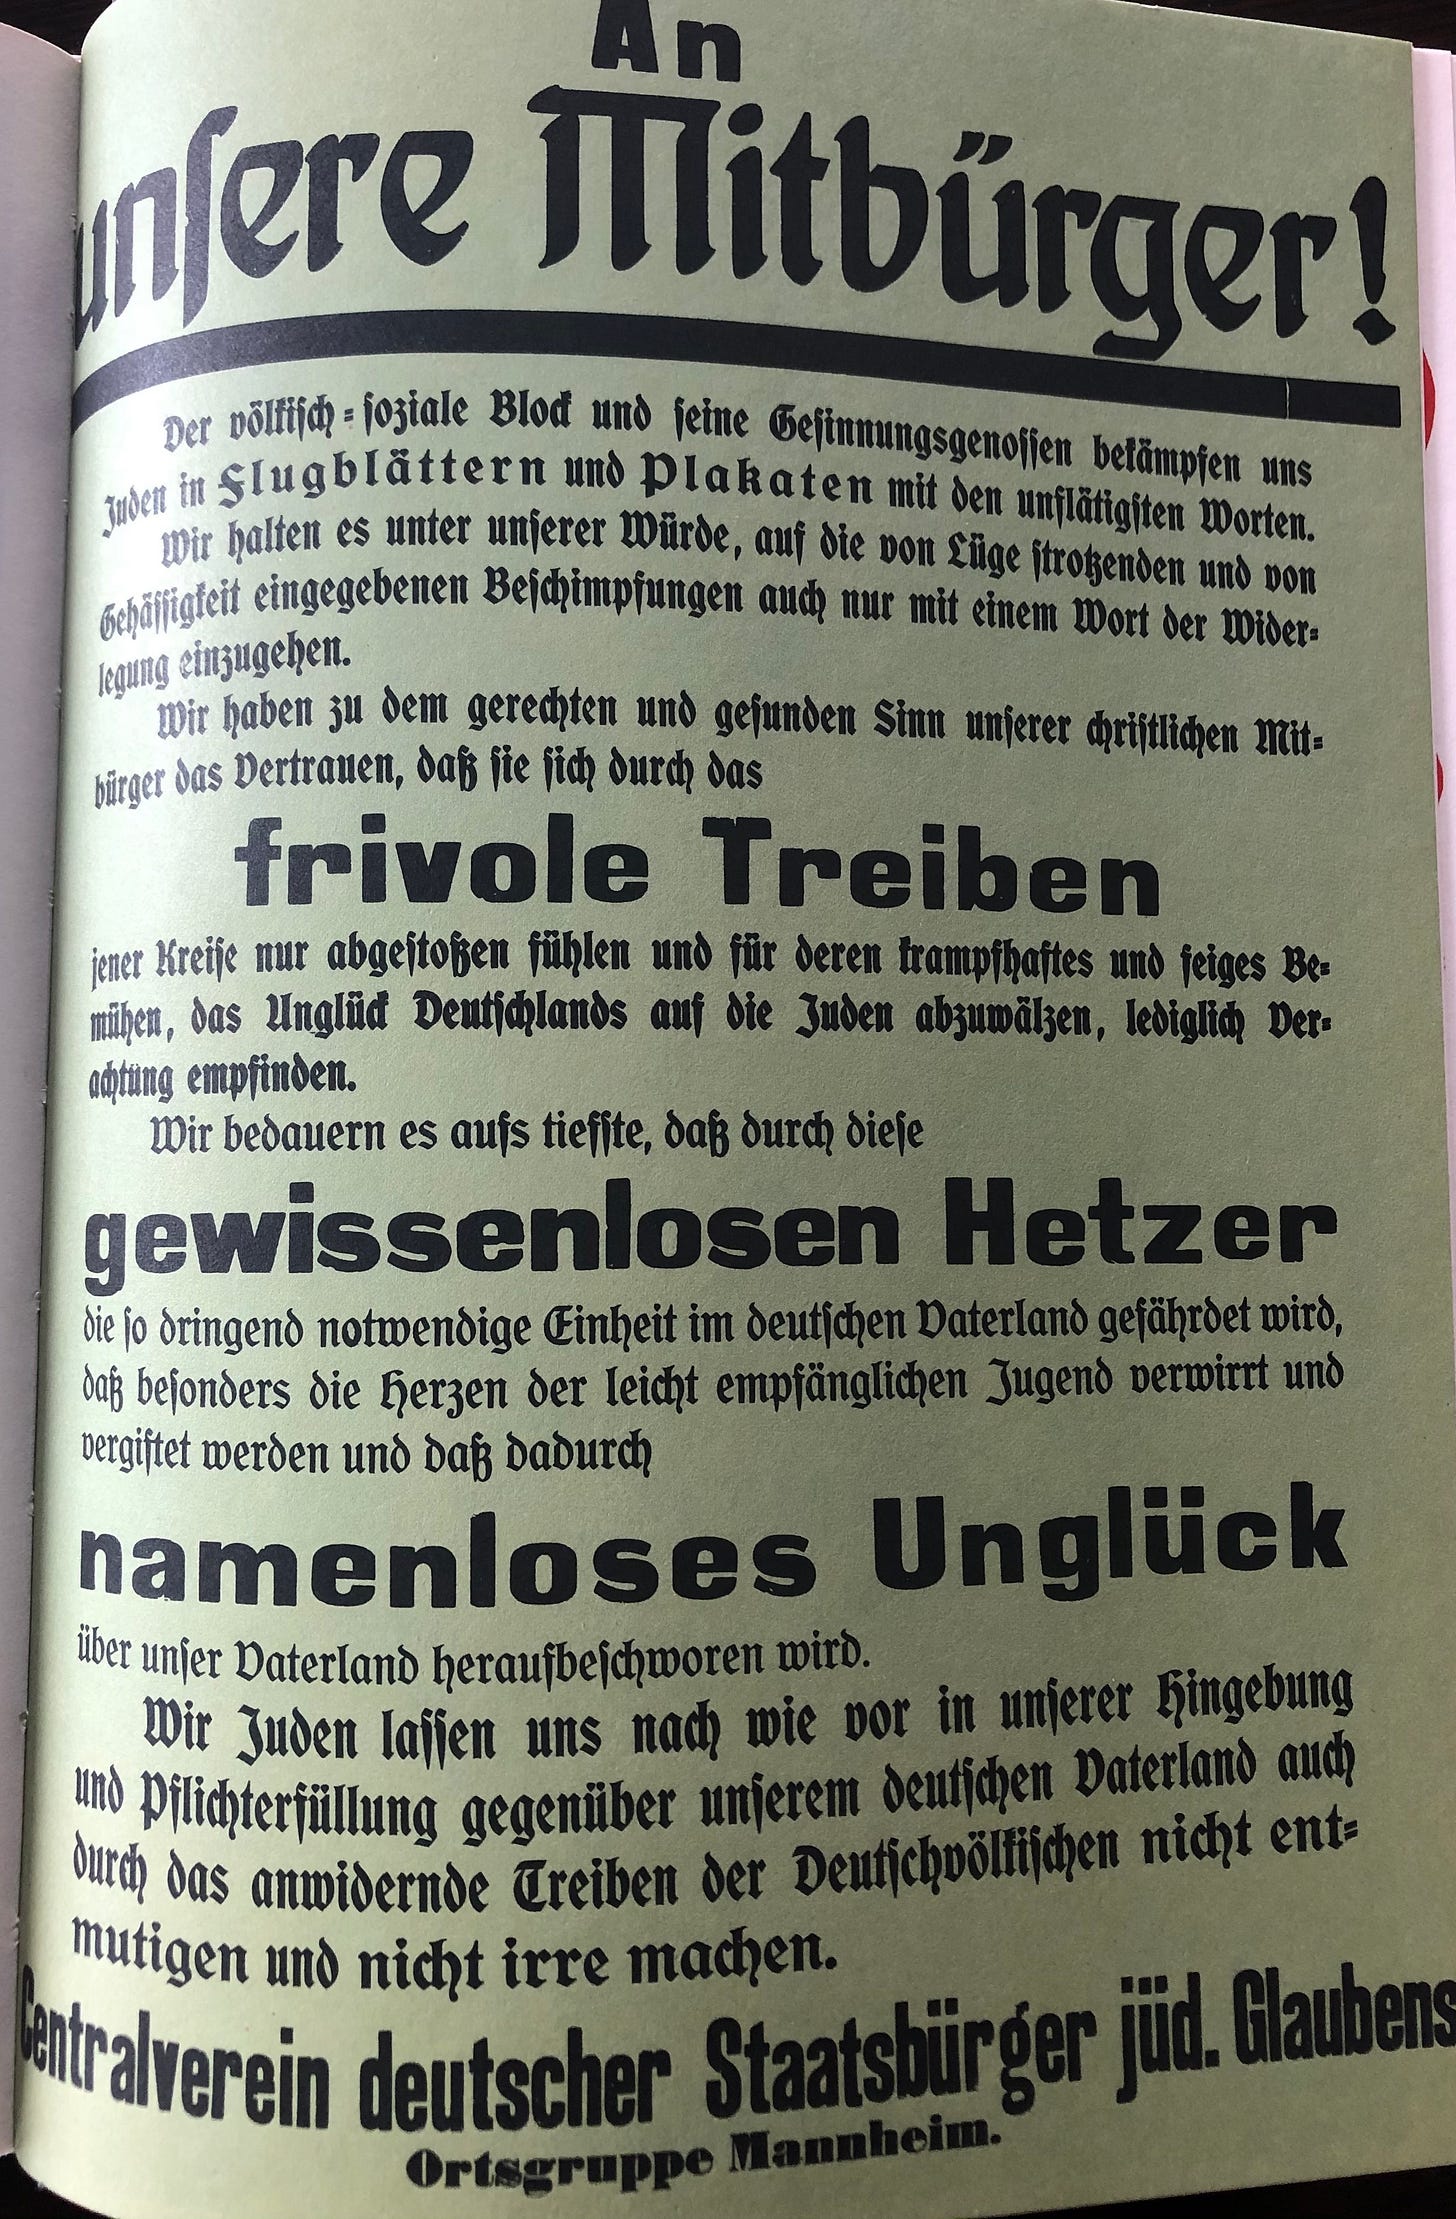 An
unsere Mitbürger!
Der völkisch-soziale Block und seine Gesinnungsgenossen bekämpfen uns
Juden in Flugblättern und Plakaten mit den unflätigsten Worten.
Wir halten es unter unserer Würde, auf die von Lüge strotzenden und von
Gehässigkeit eingegebenen Beschimpfungen auch nur mit einem Wort der Wider-
legung einzugehen.
Wir haben zu dem gerechten und gesunden Sinn unserer christlichen Mit-
bürger das Vertrauen, daß sie sich durch das
frivole Treiben
jener Kreise nur abgestoßen fühlen und für deren krampfhaftes und feiges Be-
mühen, das Unglück Deutschlands auf die Juden abzuwälzen, lediglich Ver-
achtung empfinden.
Wir bedauern es aufs tiefste, daß durch diese
gewissenlosen Hetzer
die so dringend notwendige Einheit im deutschen Vaterland gefährdet wird,
daß besonders die Herzen der leicht empfänglichen Jugend verwirrt und
vergiftet werden und daß dadurch
namenloses Unglück
über unser Vaterland heraufbeschworen wird.
Wir Juden lassen uns nach wie vor in unserer Hingebung
und Pflichterfüllung gegenüber unserem deutschen Vaterland auch
durch das anwidernde Treiben der Deutschvölkischen nicht ent-
mutigen und nicht irre machen.
Centralverein deutscher Staatsbürger jüd. Glaubens
Ortsgruppe Mannheim.